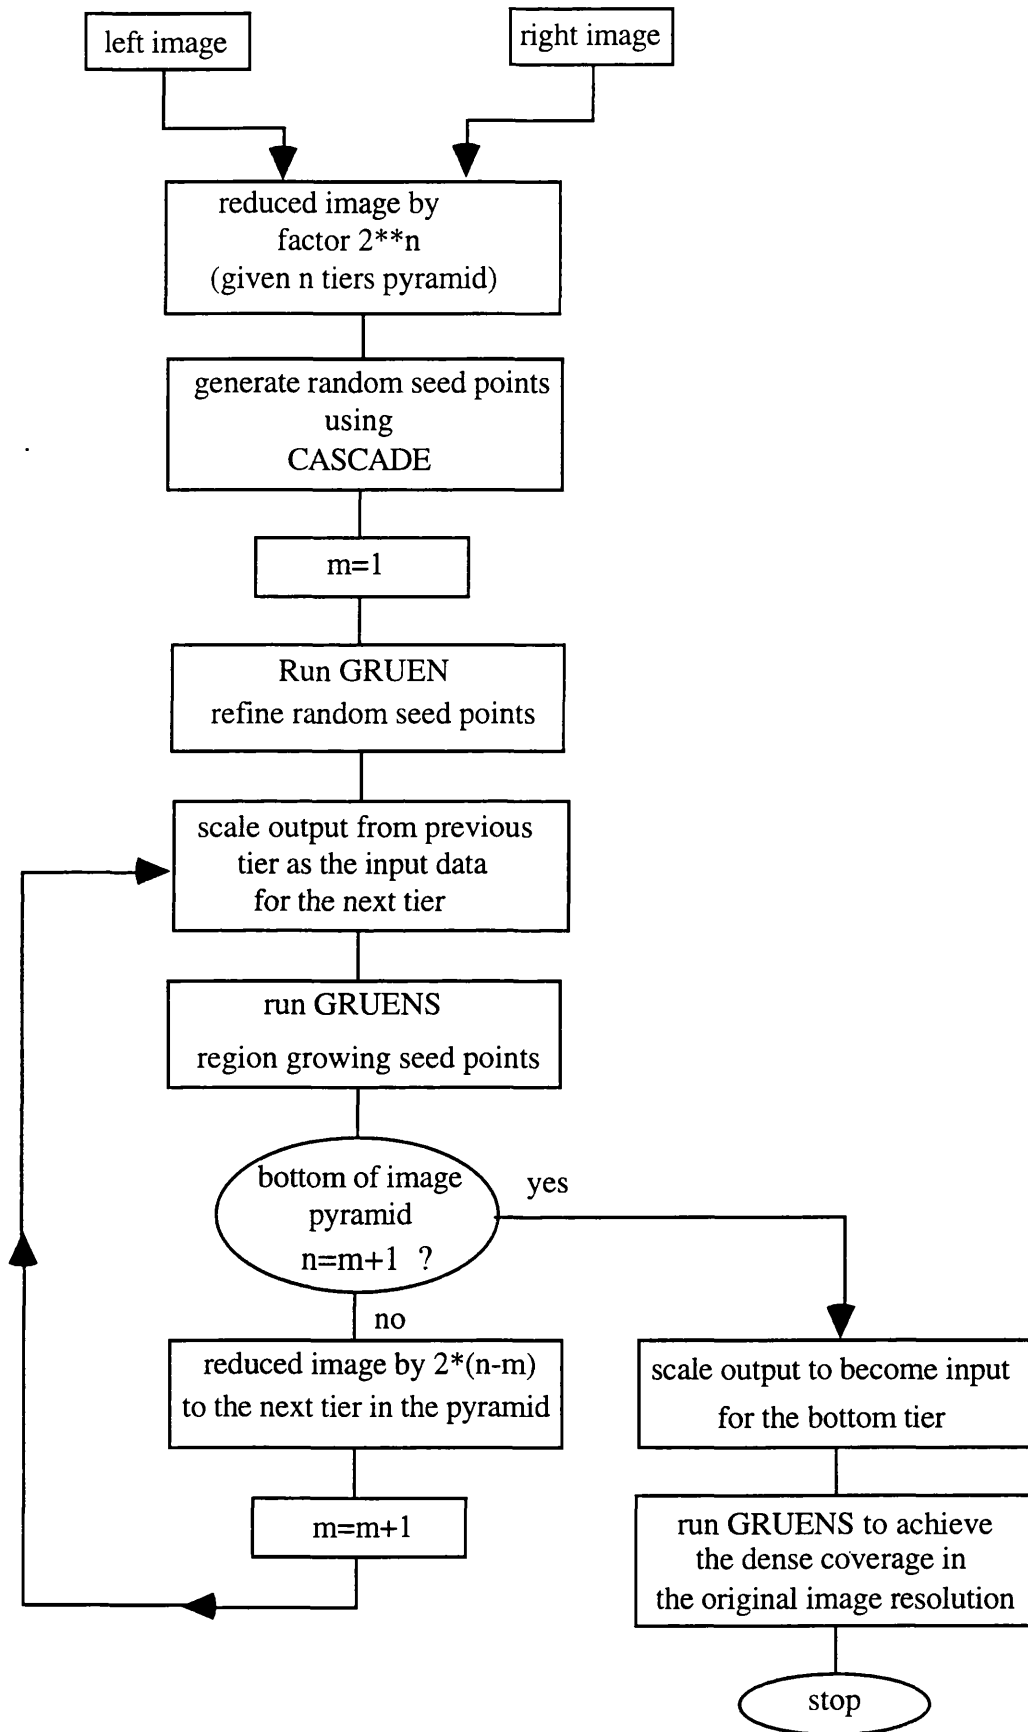 left image
right image
reduced image by
factor 2**n
(given n tiers pyramid)
generate random seed points
using
CASCADE
m=1
Run GRUEN
refine random seed points
scale output from previous
tier as the input data
for the next tier
run GRUENS
region growing seed points
bottom of image
pyramid
n=m+1 ?
yes
no
reduced image by 2*(n-m)
to the next tier in the pyramid
m=m+1
scale output to become input
for the bottom tier
run GRUENS to achieve
the dense coverage in
the original image resolution
stop